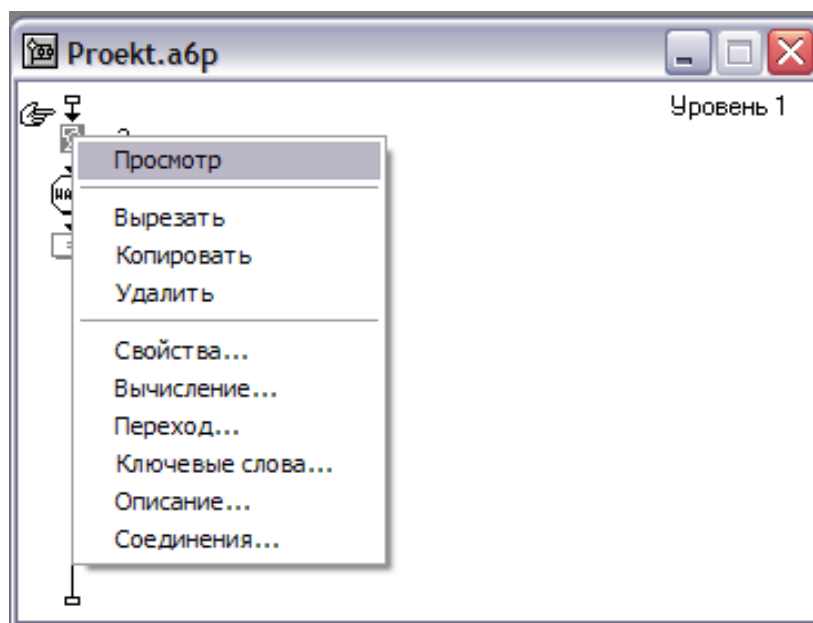 Proekt.a6p
Уровень 1
Просмотр
Вырезать
Копировать
Удалить
Свойства...
Вычисление...
Переход...
Ключевые слова...
Описание...
Соединения...